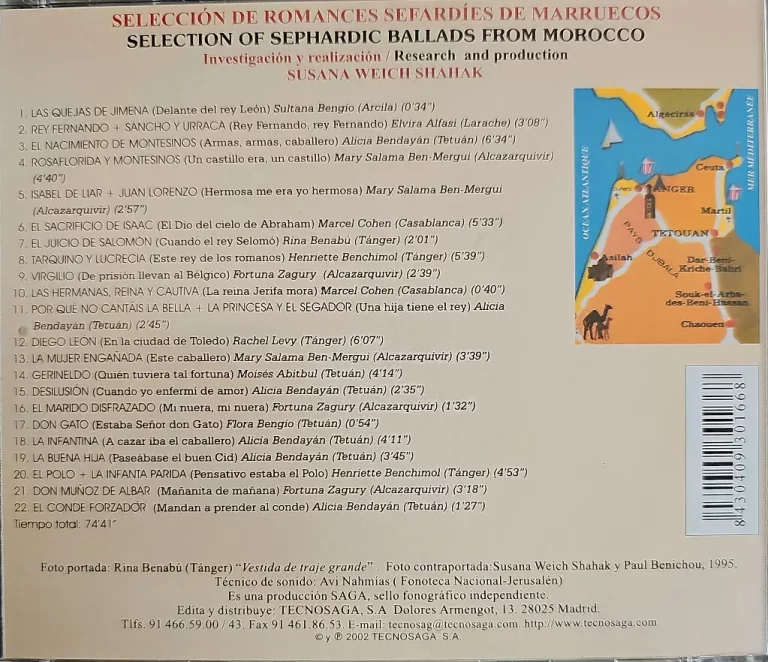 SELECCIÓN DE ROMANCES SEFARDÍES DE MARRUECOS
SELECTION OF SEPHARDIC BALLADS FROM MOROCCO
Investigación y realización / Research and production
SUSANA WEICH SHAHAK
1. LAS QUEJAS DE JIMENA (Delante del rey León) Sultana Bengio (Arcila) (0'34")
2. REY FERNANDO + SANCHO Y URRACA (Rey Fernando, rey Fernando) Elvira Alfasi (Larache) (3'08")
3. EL NACIMIENTO DE MONTESINOS (Armas, armas, caballero) Alicia Bendayán (Tetuán) (6'34")
4. ROSAFLORIDA Y MONTESINOS (Un castillo era, un castillo) Mary Salama Ben-Mergui (Alcazarquivir)
(4'40")
5. ISABEL DE LIAR + JUAN LORENZO (Hermosa me era yo hermosa) Mary Salama Ben-Mergui
(Alcazarquivir) (2'57")
6. EL SACRIFICIO DE ISAAC (El Dio del cielo de Abraham) Marcel Cohen (Casablanca) (5'33")
7. EL JUICIO DE SALOMÓN (Cuando el rey Selomó) Rina Benabú (Tánger) (2'01")
8. TARQUINO Y LUCRECIA (Este rey de los romanos) Henriette Benchimol (Tánger) (5'39")
9. VIRGILIO (De prisión llevan al Bélgico) Fortuna Zagury (Alcazarquivir) (2'39")
10. LAS HERMANAS, REINA Y CAUTIVA (La reina Jerifa mora) Marcel Cohen (Casablanca) (0'40")
11. POR QUÉ NO CANTÁIS LA BELLA + LA PRINCESA Y EL SEGADOR (Una hija tiene el rey) Alicia
Bendayán (Tetuán) (2'45")
12. DIEGO LEÓN (En la ciudad de Toledo) Rachel Levy (Tánger) (6'07")
13. LA MUJER ENGAÑADA (Este caballero) Mary Salama Ben-Mergui (Alcazarquivir) (3'39")
14. GERINELDO (Quién tuviera tal fortuna) Moisés Abitbul (Tetuán) (4'14")
15. DESILUSIÓN (Cuando yo enfermí de amor) Alicia Bendayán (Tetuán) (2'35")
16. EL MARIDO DISFRAZADO (Mi nuera, mi nuera) Fortuna Zagury (Alcazarquivir) (1'32")
17. DON GATO (Estaba Señor don Gato) Flora Bengio (Tetuán) (0'54")
18. LA INFANTINA (A cazar iba el caballero) Alicia Bendayán (Tetuán) (4'11")
19. LA BUENA HIJA (Paseábase el buen Cid) Alicia Bendayán (Tetuán) (3'45")
20. EL POLO + LA INFANTA PARIDA (Pensativo estaba el Polo) Henriette Benchimol (Tánger) (4'53")
21 DON MUÑOZ DE ALBAR (Mañanita de mañana) Fortuna Zagury (Alcazarquivir) (3'18")
22. EL CONDE FORZADOR (Mandan a prender al conde) Alicia Bendayán (Tetuán) (1'27")
Tiempo total: 74'41"
Algeciras
OCEAN ATLANTIQUE
MER MEDITERRANÉE
Ceuta
TANGER
Martil
PAYS
TETOUAN
DJBALA
Asilah
Dar-Beni-
Kriche-Bahri
Souk-el-Arba-
des-Beni-Hassan
Chaouen
8430409301668
Foto portada: Rina Benabú (Tánger) "Vestida de traje grande". Foto contraportada:Susana Weich Shahak y Paul Benichou, 1995.
Técnico de sonido: Avi Nahmías ( Fonoteca Nacional-Jerusalén)
Es una producción SAGA, sello fonográfico independiente.
Edita y distribuye: TECNOSAGA, S.A Dolores Armengot, 13. 28025 Madrid.
Tlfs. 91 466.59.00 / 43. Fax 91 461.86.53. E-mail: tecnosag@tecnosaga.com http://www.tecnosaga.com
© y ℗ 2002 TECNOSAGA, S.A.